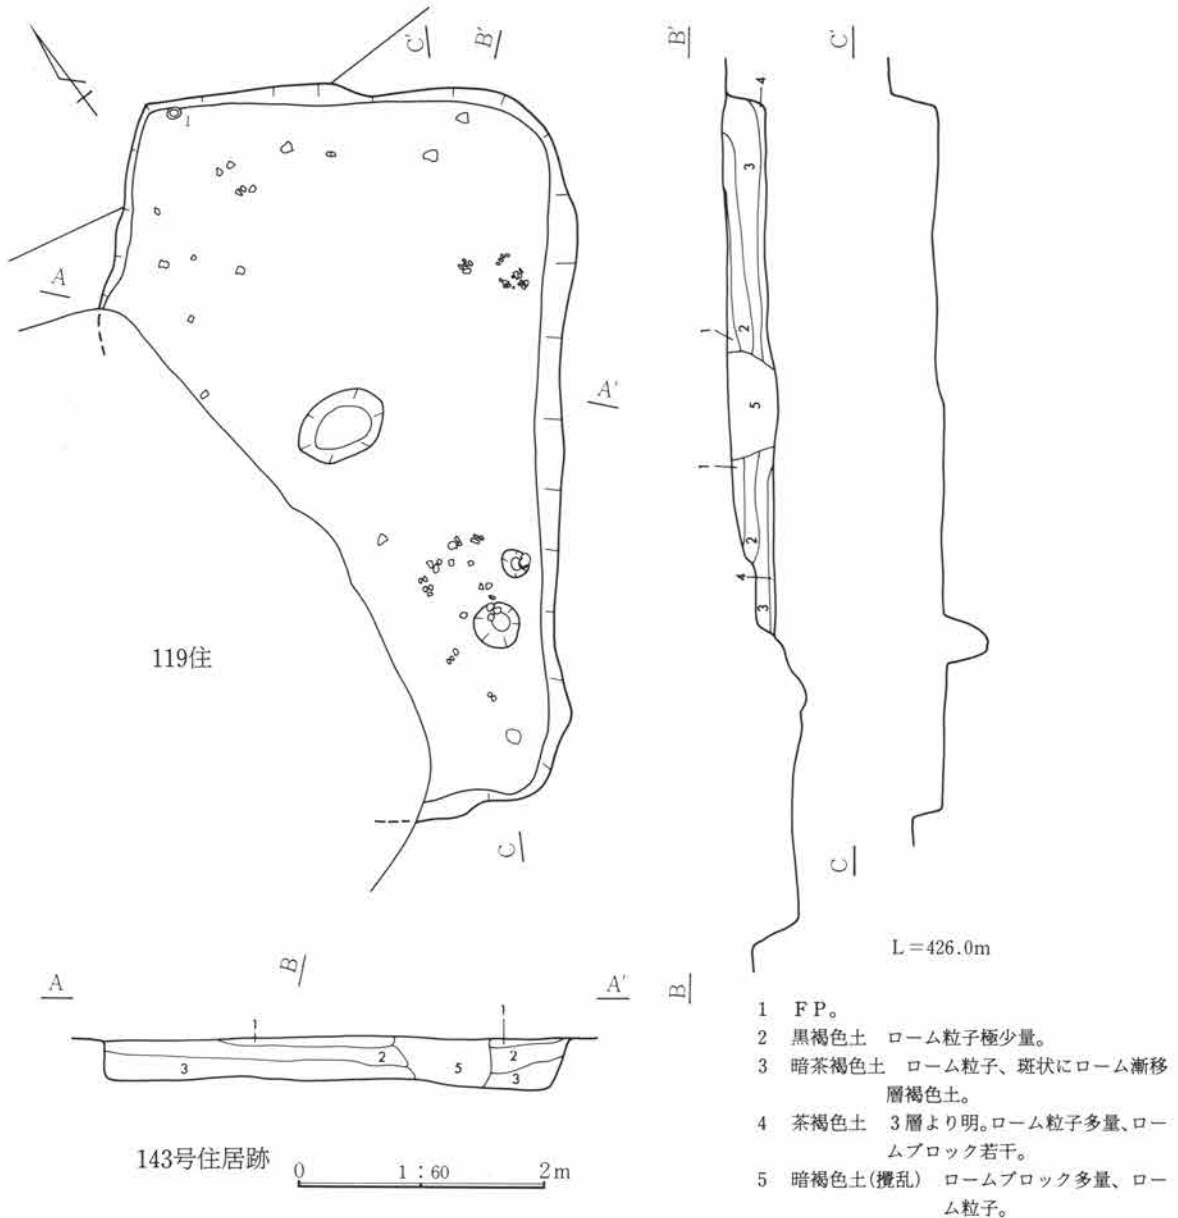 C' B' B' C'
4
1
3
A
1
2
A'
5
1
2
4
3
119住
C
C
L=426.0m
B
A A' B
1 1
2 2
3 5 3
143号住居跡
0 1：60 2m
1 FP。
2 黒褐色土 ローム粒子極少量。
3 暗茶褐色土 ローム粒子、斑状にローム漸移
層褐色土。
4 茶褐色土 3層より明。ローム粒子多量、ロー
ムブロック若干。
5 暗褐色土(攪乱) ロームブロック多量、ロー
ム粒子。